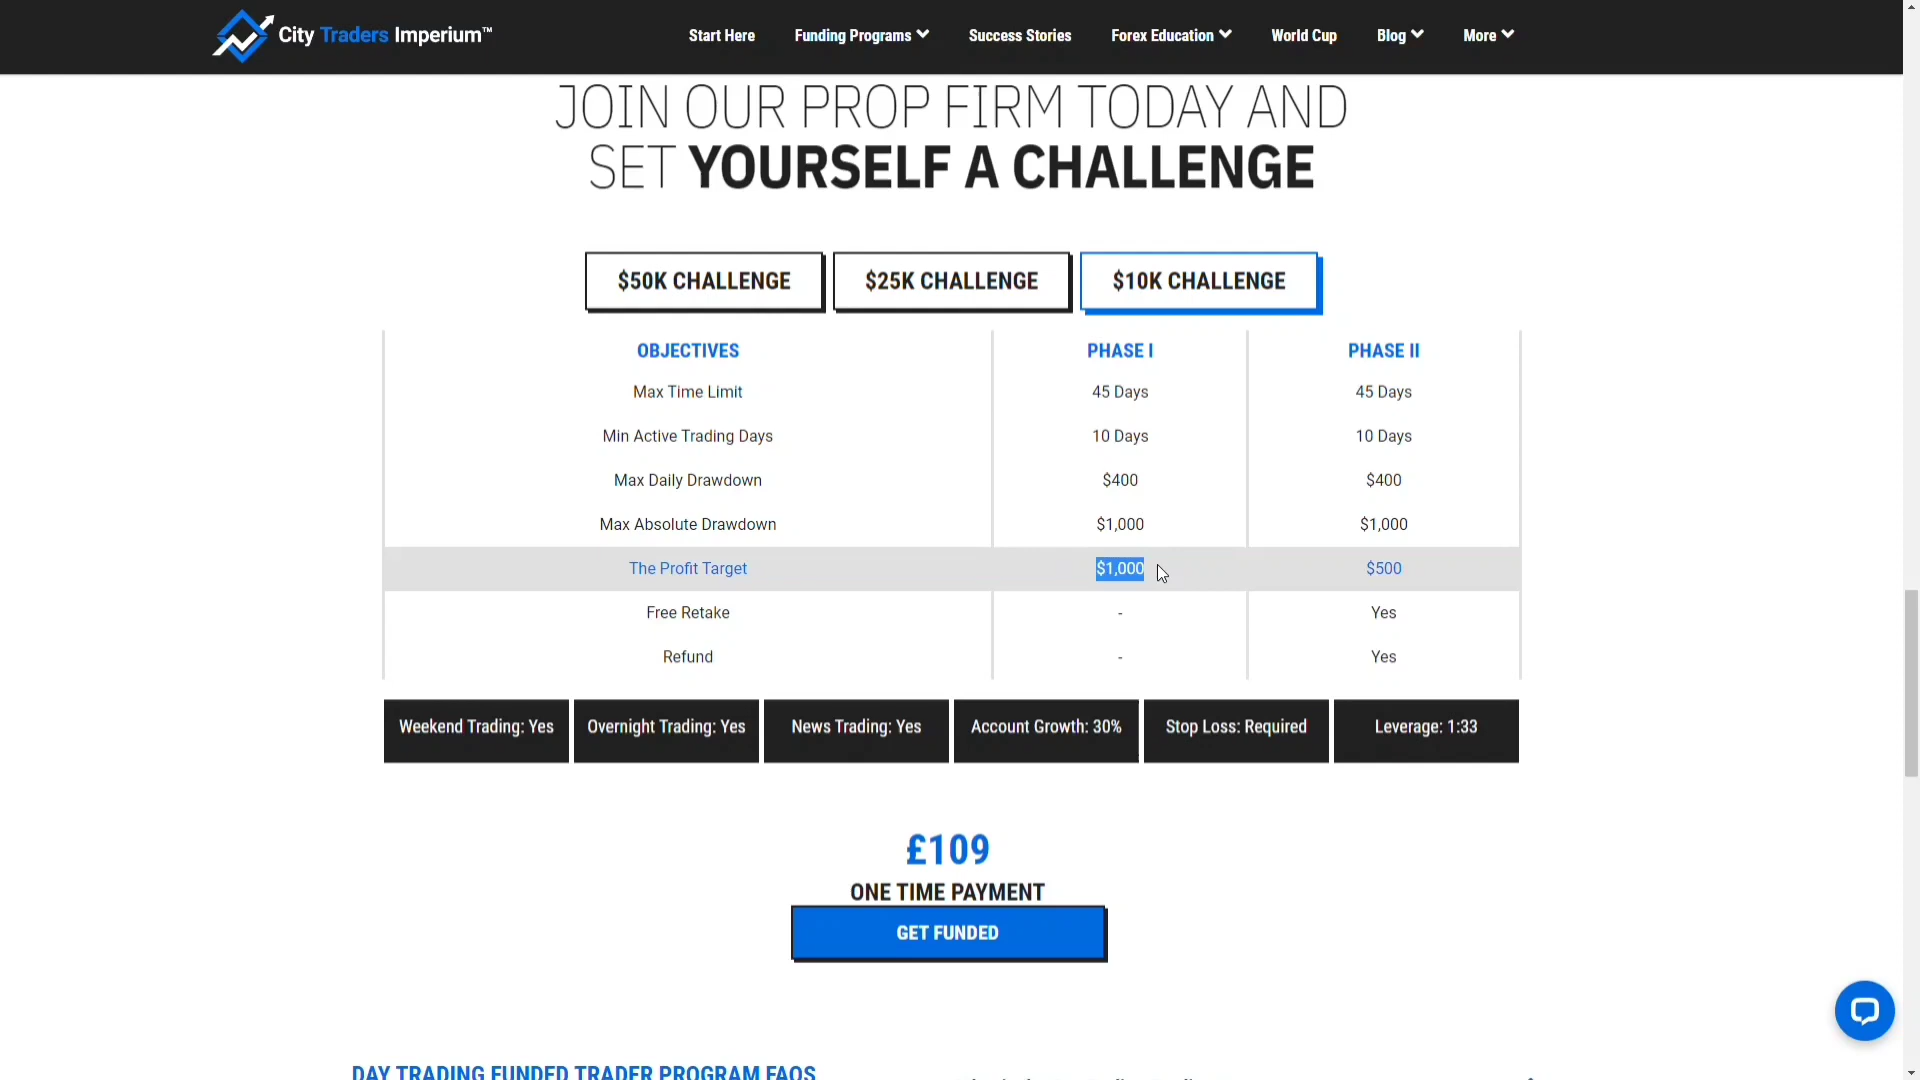 City Traders Imperium™
Start Here Funding Programs Success Stories Forex Education World Cup Blog More
JOIN OUR PROP FIRM TODAY AND
SET YOURSELF A CHALLENGE
$50K CHALLENGE $25K CHALLENGE $10K CHALLENGE
OBJECTIVES PHASE I PHASE II
Max Time Limit 45 Days 45 Days
Min Active Trading Days 10 Days 10 Days
Max Daily Drawdown $400 $400
Max Absolute Drawdown $1,000 $1,000
The Profit Target $1,000 $500
Free Retake - Yes
Refund - Yes
Weekend Trading: Yes Overnight Trading: Yes News Trading: Yes Account Growth: 30% Stop Loss: Required Leverage: 1:33
£109
ONE TIME PAYMENT
GET FUNDED
DAY TRADING FUNDED TRADER PROGRAM FAQS